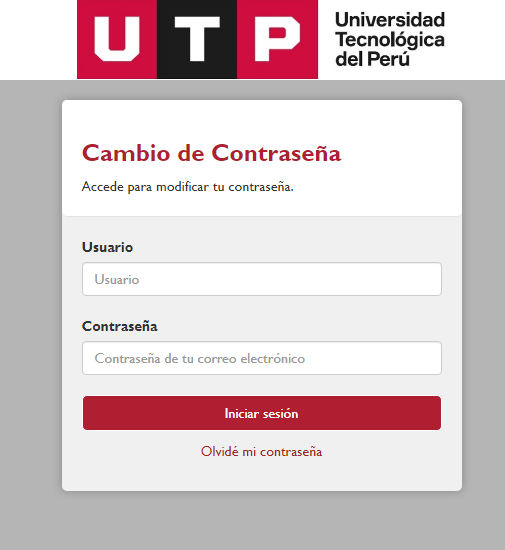 UTP
Universidad
Tecnológica
del Perú
Cambio de Contraseña
Accede para modificar tu contraseña.
Usuario
Usuario
Contraseña
Contraseña de tu correo electrónico
Iniciar sesión
Olvidé mi contraseña